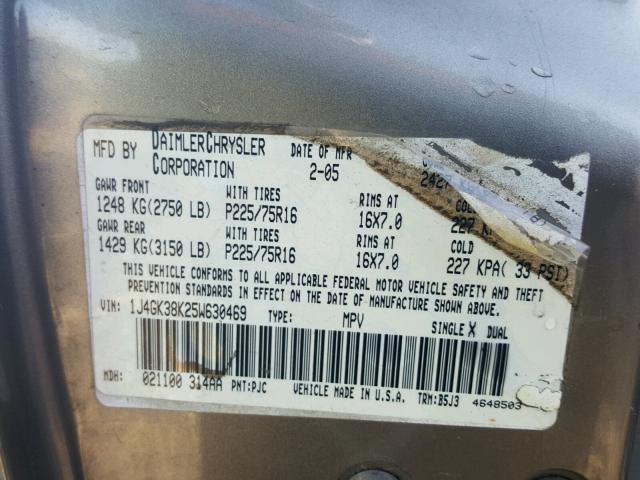 MFD BY DAIMLERCHRYSLER CORPORATION DATE OF MFR 2-05
2427
GAWR FRONT WITH TIRES RIMS AT COLD
1248 KG(2750 LB) P225/75R16 16X7.0 227
GAWR REAR WITH TIRES RIMS AT COLD
1429 KG(3150 LB) P225/75R16 16X7.0 227 KPA( 33 PSI)
THIS VEHICLE CONFORMS TO ALL APPLICABLE FEDERAL MOTOR VEHICLE SAFETY AND THEFT
PREVENTION STANDARDS IN EFFECT ON THE DATE OF MANUFACTURE SHOWN ABOVE.
VIN: 1J4GK38K25W630469 TYPE: MPV SINGLE X DUAL
MDH: 021100 314AA PNT:PJC VEHICLE MADE IN U.S.A. TRM:B5J3 4648503